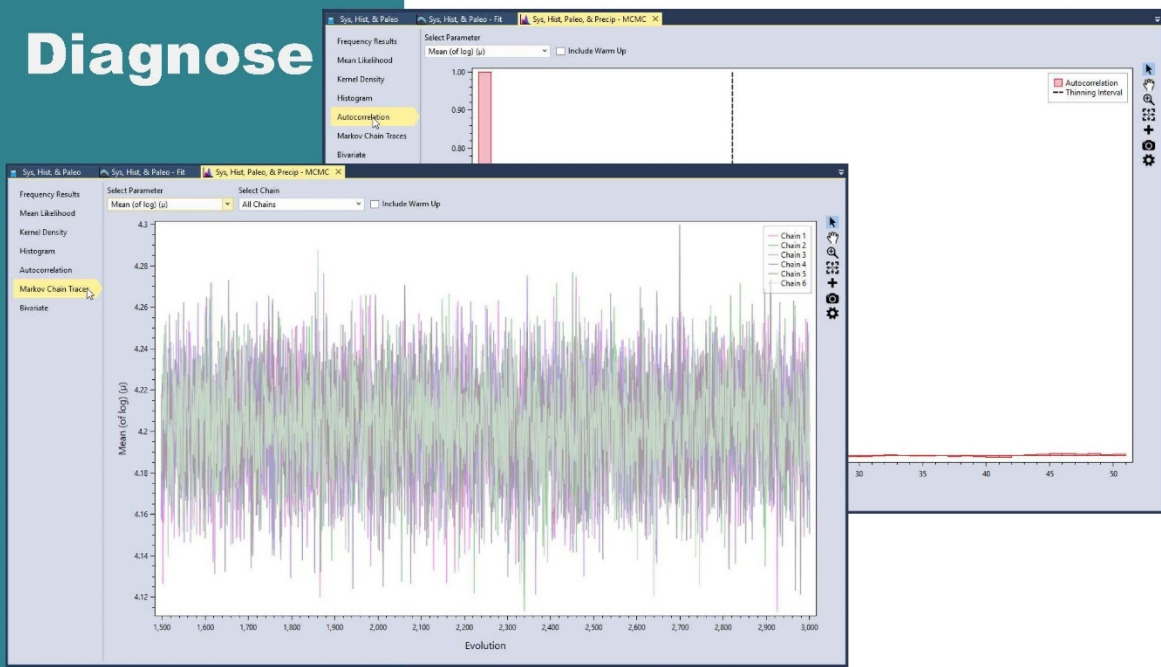 Diagnose
Sys, Hist, & Paleo
Sys, Hist, & Paleo - Fit
Sys, Hist, Paleo, & Precip - MCMC
Frequency Results
Mean Likelihood
Kernel Density
Histogram
Autocorrelation
Markov Chain Traces
Bivariate
Select Parameter
Mean (of log) (µ)
Include Warm Up
1.00
0.90
0.80
Autocorrelation
Thinning Interval
30
35
40
45
50
Sys, Hist, & Paleo
Sys, Hist, & Paleo - Fit
Sys, Hist, Paleo, & Precip - MCMC
Frequency Results
Mean Likelihood
Kernel Density
Histogram
Autocorrelation
Markov Chain Traces
Bivariate
Select Parameter
Mean (of log) (µ)
Select Chain
All Chains
Include Warm Up
Mean (of log) (µ)
4.3
4.28
4.26
4.24
4.22
4.2
4.18
4.16
4.14
4.12
Chain 1
Chain 2
Chain 3
Chain 4
Chain 5
Chain 6
1,500
1,600
1,700
1,800
1,900
2,000
2,100
2,200
2,300
2,400
2,500
2,600
2,700
2,800
2,900
3,000
Evolution